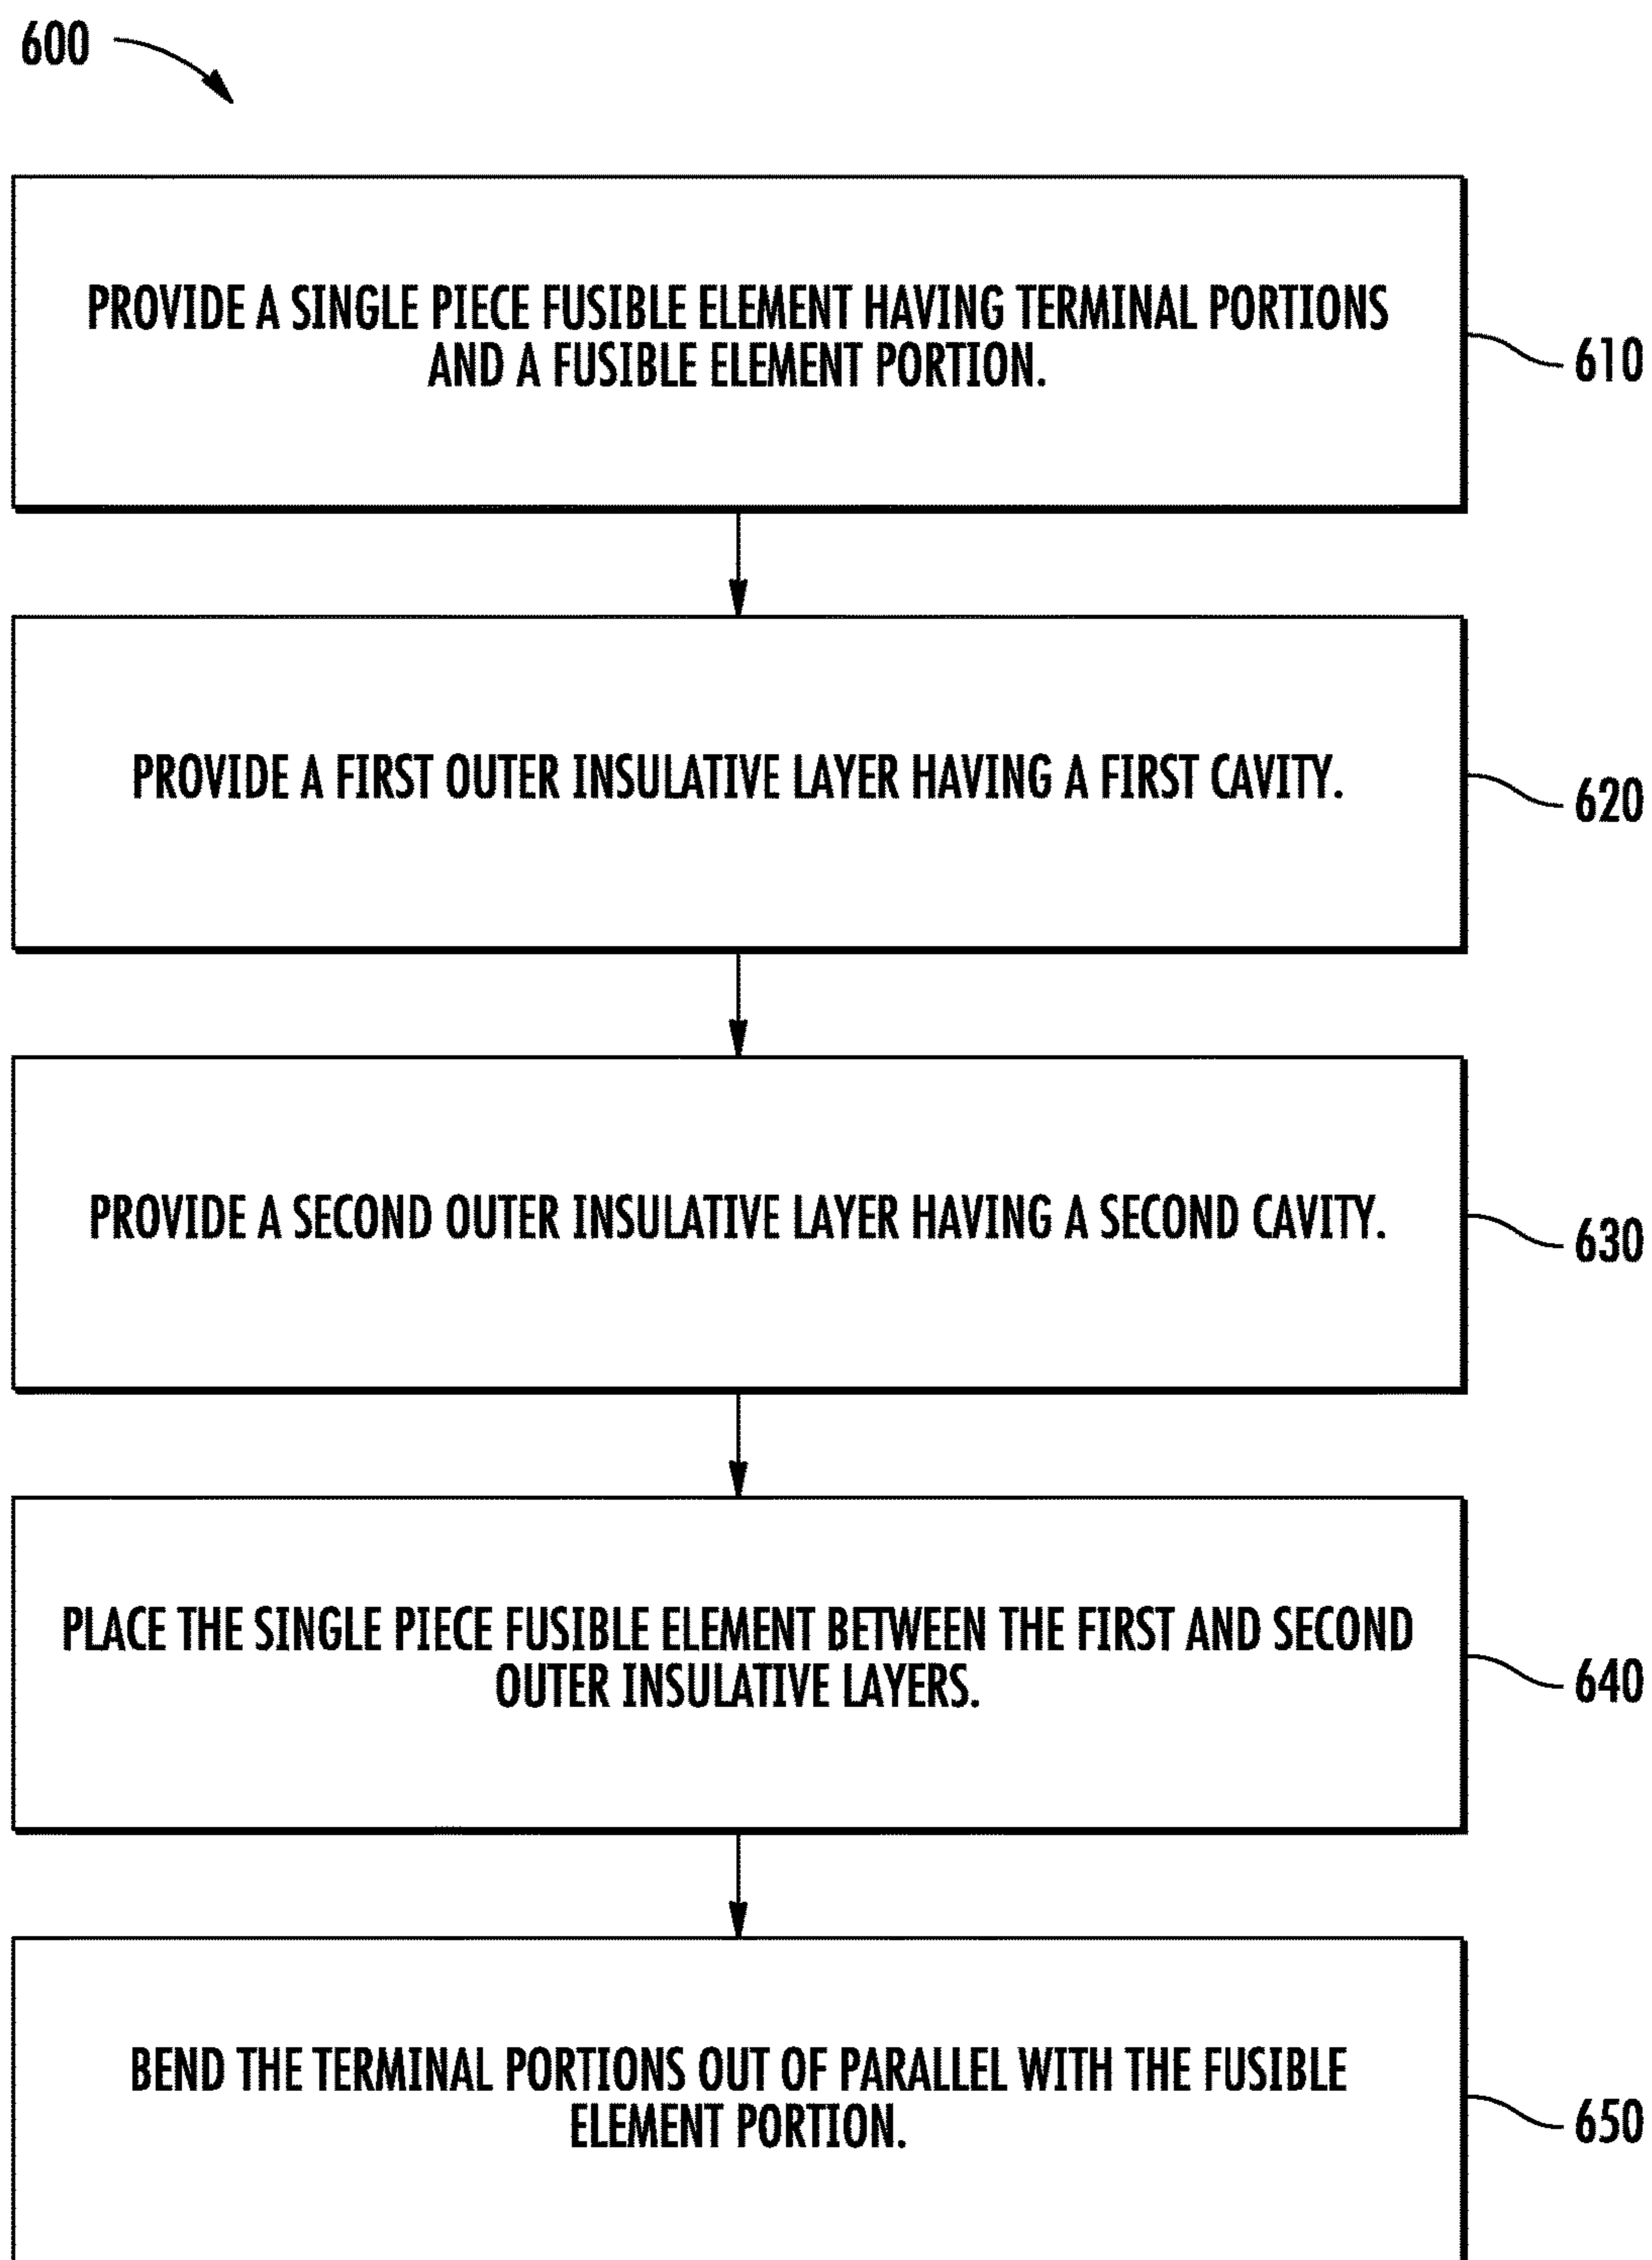 600
PROVIDE A SINGLE PIECE FUSIBLE ELEMENT HAVING TERMINAL PORTIONS
AND A FUSIBLE ELEMENT PORTION.
610
PROVIDE A FIRST OUTER INSULATIVE LAYER HAVING A FIRST CAVITY.
620
PROVIDE A SECOND OUTER INSULATIVE LAYER HAVING A SECOND CAVITY.
630
PLACE THE SINGLE PIECE FUSIBLE ELEMENT BETWEEN THE FIRST AND SECOND
OUTER INSULATIVE LAYERS.
640
BEND THE TERMINAL PORTIONS OUT OF PARALLEL WITH THE FUSIBLE
ELEMENT PORTION.
650